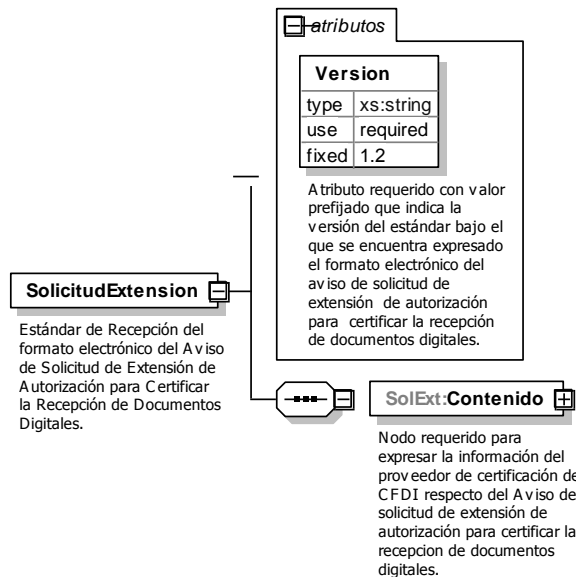 atributos
Version
type xs:string
use required
fixed 1.2
Atributo requerido con valor
prefijado que indica la
versión del estándar bajo el
que se encuentra expresado
el formato electrónico del
aviso de solicitud de
extensión de autorización
para certificar la recepción
de documentos digitales.
SolicitudExtension
Estándar de Recepción del
formato electrónico del Aviso
de Solicitud de Extensión de
Autorización para Certificar
la Recepción de Documentos
Digitales.
SolExt:Contenido
Nodo requerido para
expresar la información del
proveedor de certificación de
CFDI respecto del Aviso de
solicitud de extensión de
autorización para certificar la
recepcion de documentos
digitales.